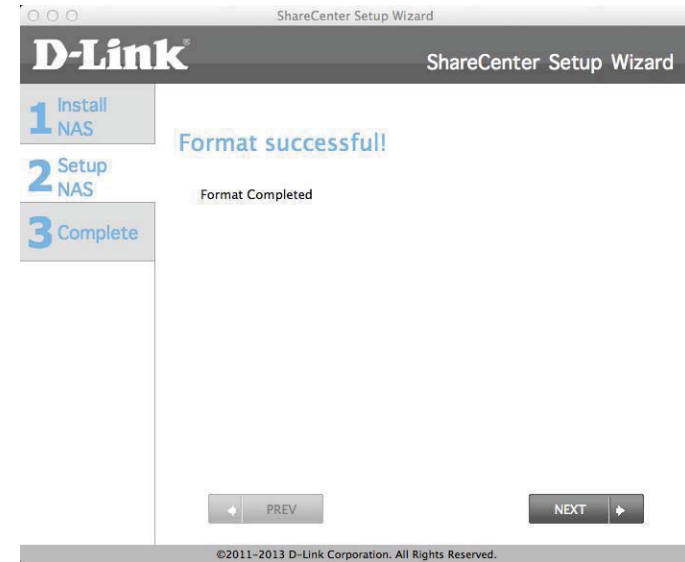 ShareCenter Setup Wizard
D-Link®
ShareCenter Setup Wizard
1 Install
NAS
2 Setup
NAS
3 Complete
Format successful!
Format Completed
PREV
NEXT
©2011-2013 D-Link Corporation. All Rights Reserved.